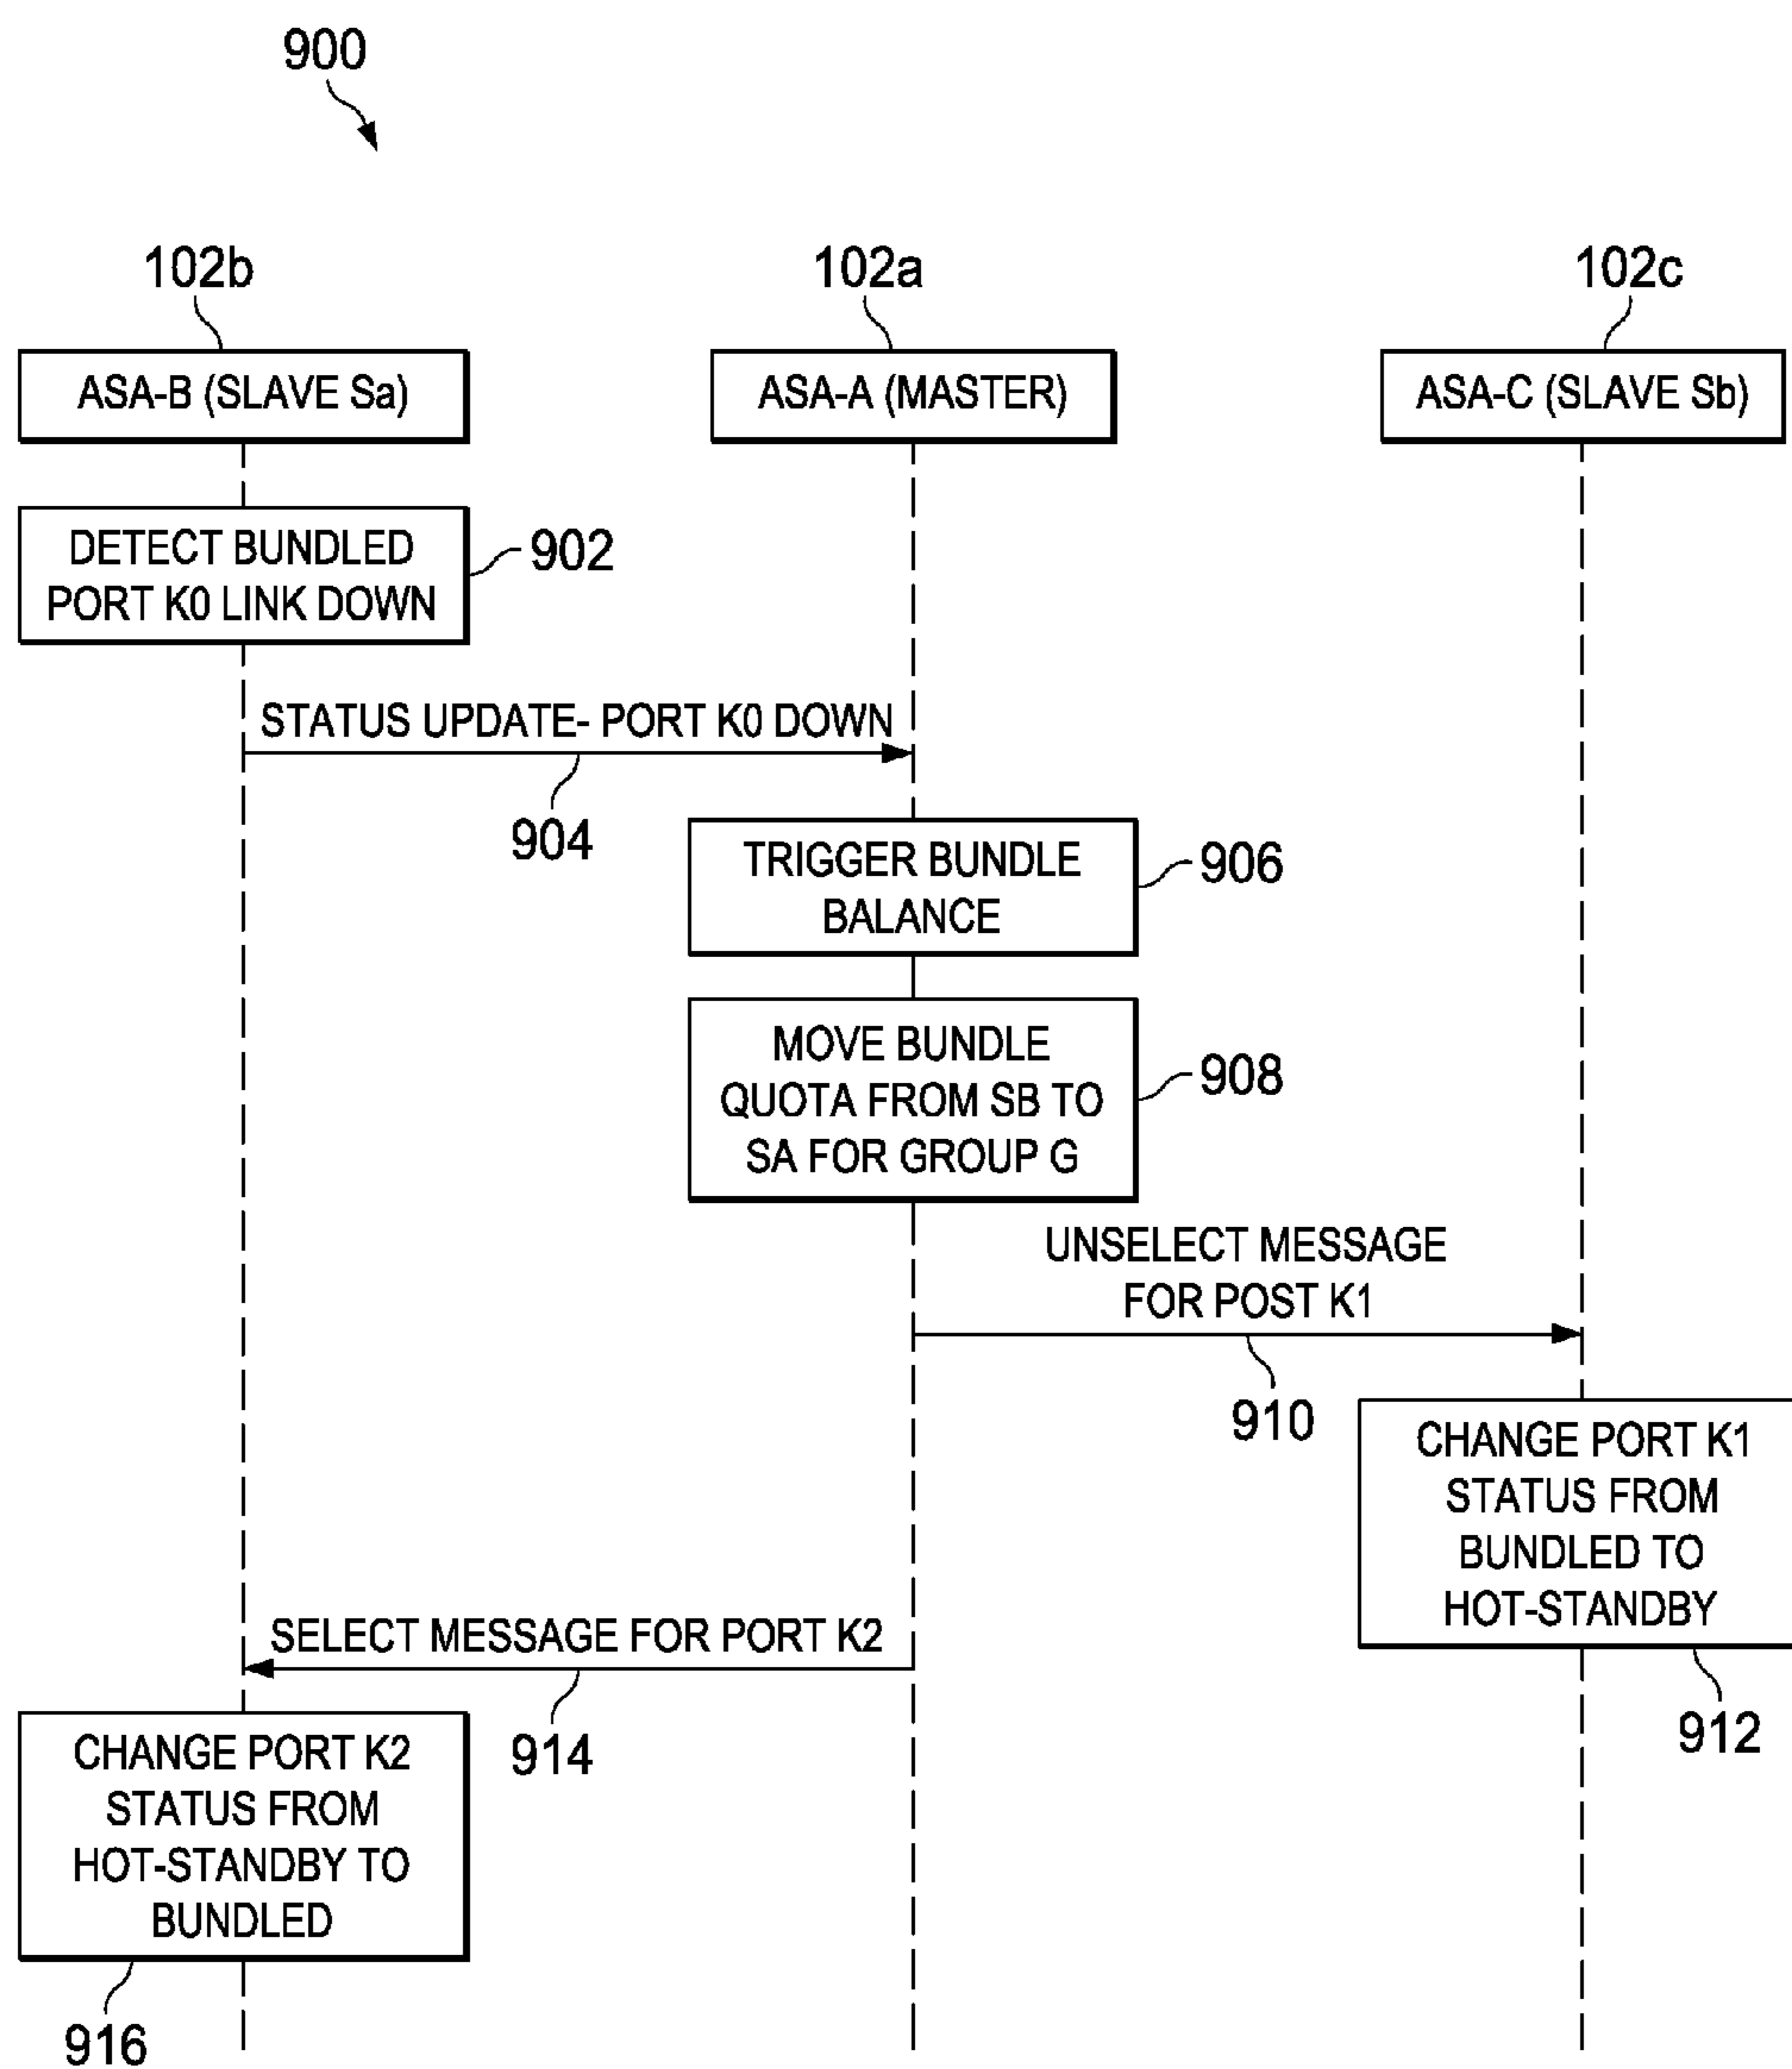 900
102b
102a
102c
ASA-B (SLAVE Sa)
ASA-A (MASTER)
ASA-C (SLAVE Sb)
DETECT BUNDLED
PORT K0 LINK DOWN
902
STATUS UPDATE- PORT K0 DOWN
904
TRIGGER BUNDLE
BALANCE
906
MOVE BUNDLE
QUOTA FROM SB TO
SA FOR GROUP G
908
UNSELECT MESSAGE
FOR POST K1
910
CHANGE PORT K1
STATUS FROM
BUNDLED TO
HOT-STANDBY
912
SELECT MESSAGE FOR PORT K2
914
CHANGE PORT K2
STATUS FROM
HOT-STANDBY TO
BUNDLED
916